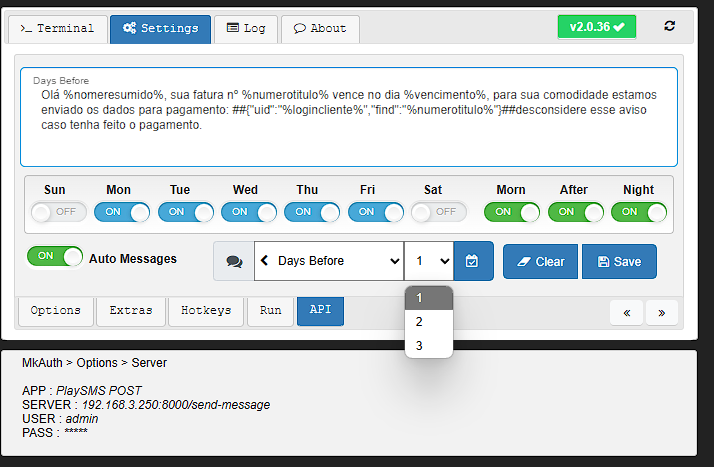 >_ Terminal
Settings
Log
About
v2.0.36
Days Before
Olá %nomeresumido%, sua fatura nº %numerotitulo% vence no dia %vencimento%, para sua comodidade estamos
enviado os dados para pagamento: ##{"uid":"%logincliente%","find":"%numerotitulo%"}##desconsidere esse aviso
caso tenha feito o pagamento.
Sun Mon Tue Wed Thu Fri Sat Morn After Night
OFF ON ON ON ON ON OFF ON ON ON
ON Auto Messages
Days Before
1
Clear
Save
1
2
3
Options
Extras
Hotkeys
Run
API
«
»
MkAuth > Options > Server
APP : PlaySMS POST
SERVER : 192.168.3.250:8000/send-message
USER : admin
PASS : *****